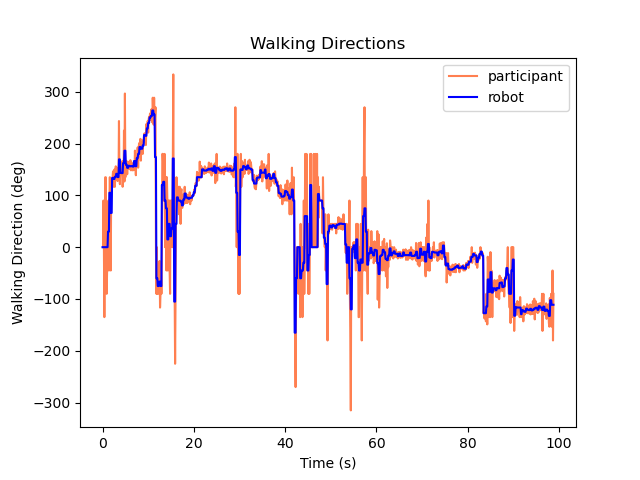 Walking Directions
participant
robot
Walking Direction (deg)
300
200
100
0
−100
−200
−300
0
20
40
60
80
100
Time (s)